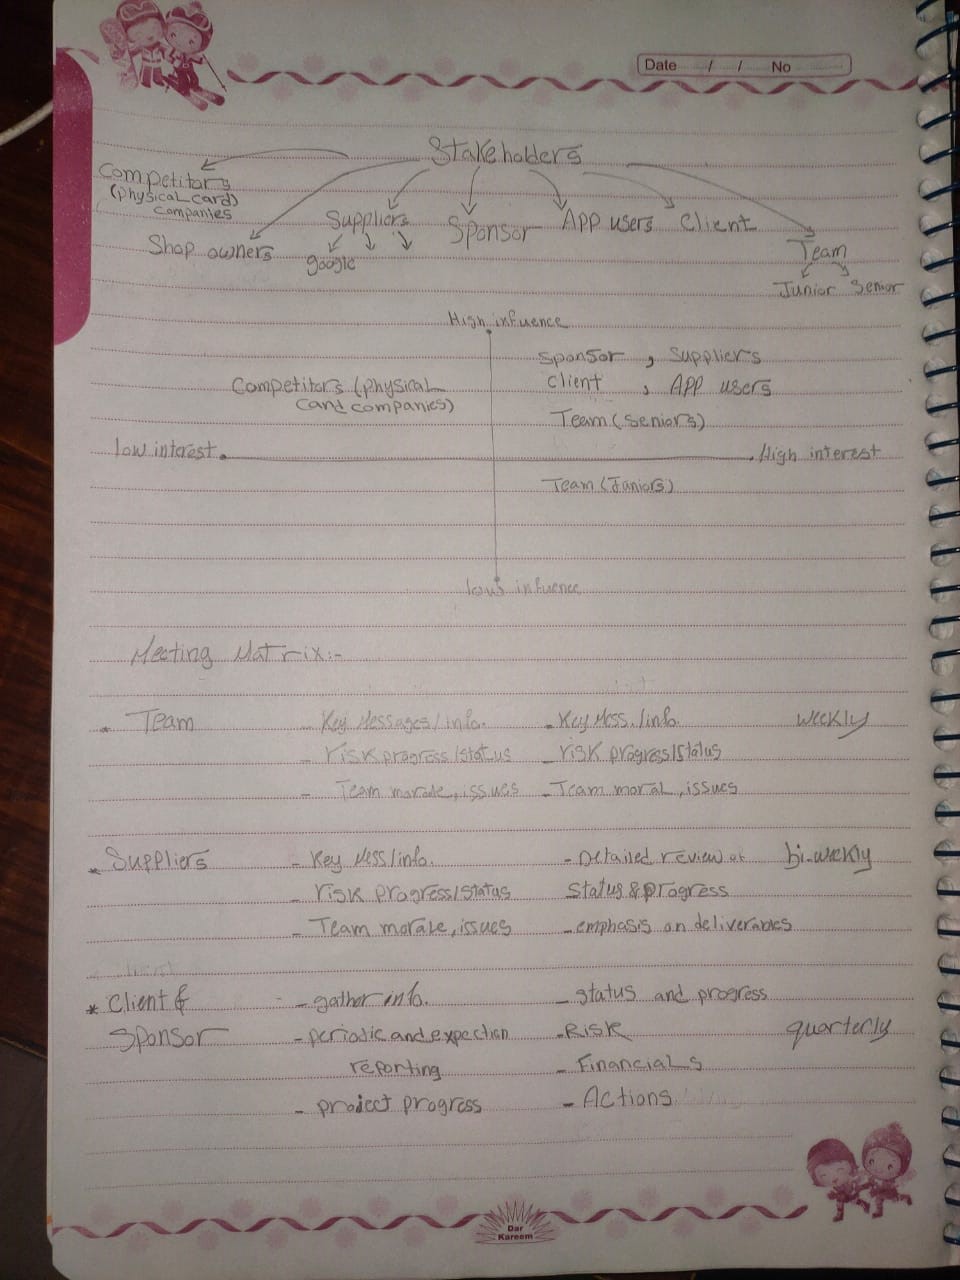 Date / / No
Stakeholders
Competitors
(physical card)
companies
Shop owners
Suppliers
google
Sponsor
App users
Client
Team
Junior Senior
High influence
Sponsor , Suppliers
Competitors (physical
client , App users
card companies)
Team (seniors)
low interest
High interest
Team (Juniors)
low influence
Meeting Matrix:-
* Team - Key Messages/info. - Key Mess./info. weekly
- risk progress/status - risk progress/status
- Team morale, issues - Team moral, issues
* Suppliers - Key Mess/info. - Detailed review of bi-weekly
- risk progress/status status & progress
- Team morale, issues - emphasis on deliverables
* Client & - gather info. - status and progress
Sponsor - periodic and expection - Risk quarterly
reporting - Financials
- project progress - Actions
Dar
Kareem